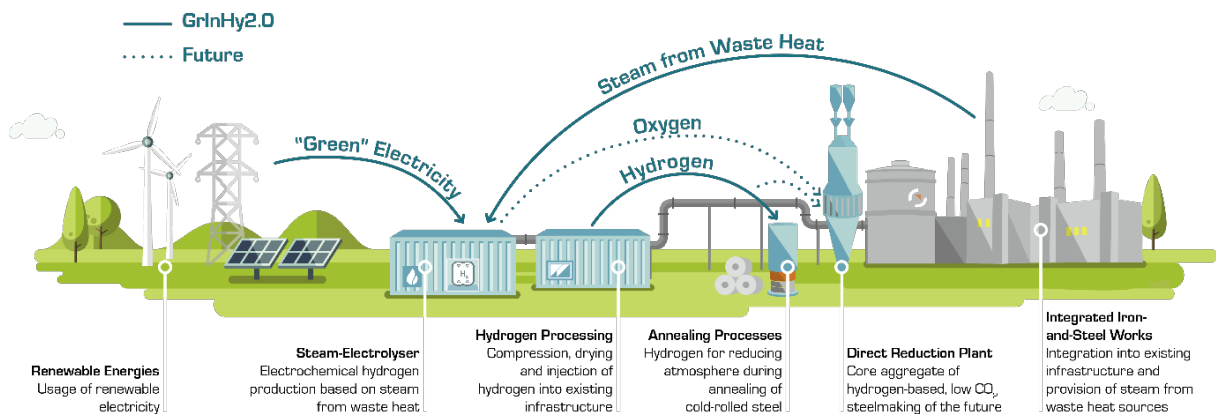 GrInHy2.0
Future
Steam from Waste Heat
Oxygen
"Green" Electricity
Hydrogen
H₂
Renewable Energies
Usage of renewable
electricity
Steam-Electrolyser
Electrochemical hydrogen
production based on steam
from waste heat
Hydrogen Processing
Compression, drying
and injection of
hydrogen into existing
infrastructure
Annealing Processes
Hydrogen for reducing
atmosphere during
annealing of
cold-rolled steel
Direct Reduction Plant
Core aggregate of
hydrogen-based, low CO₂,
steelmaking of the future
Integrated Iron-
and-Steel Works
Integration into existing
infrastructure and
provision of steam from
waste heat sources